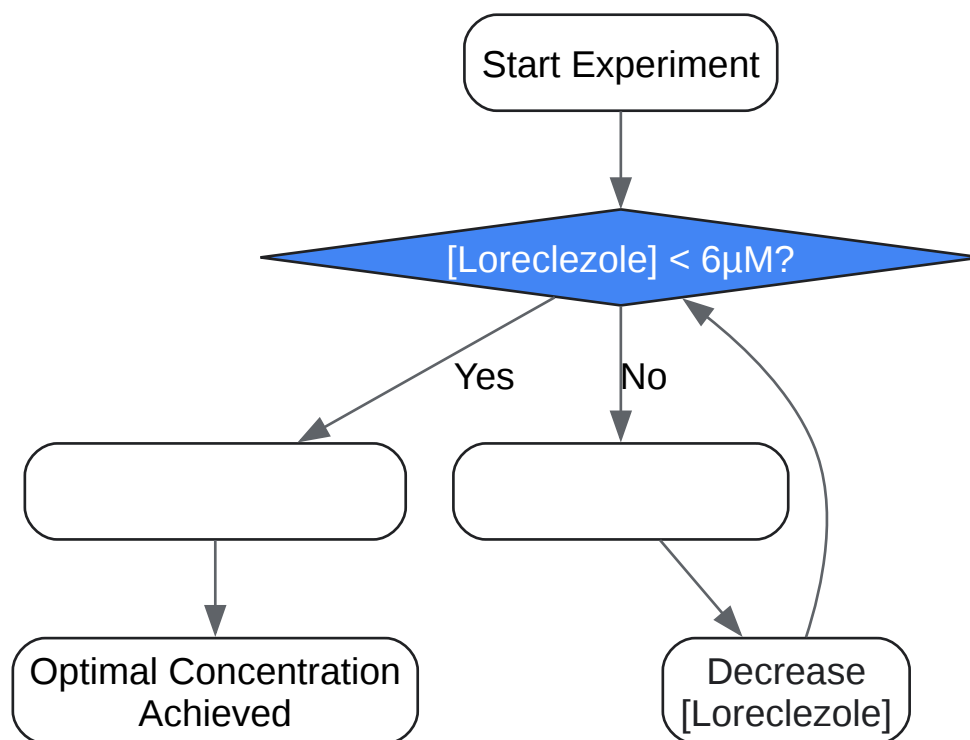 Start Experiment
[Loreclezole] < 6µM?
Yes
No
Optimal Concentration
Achieved
Decrease
[Loreclezole]